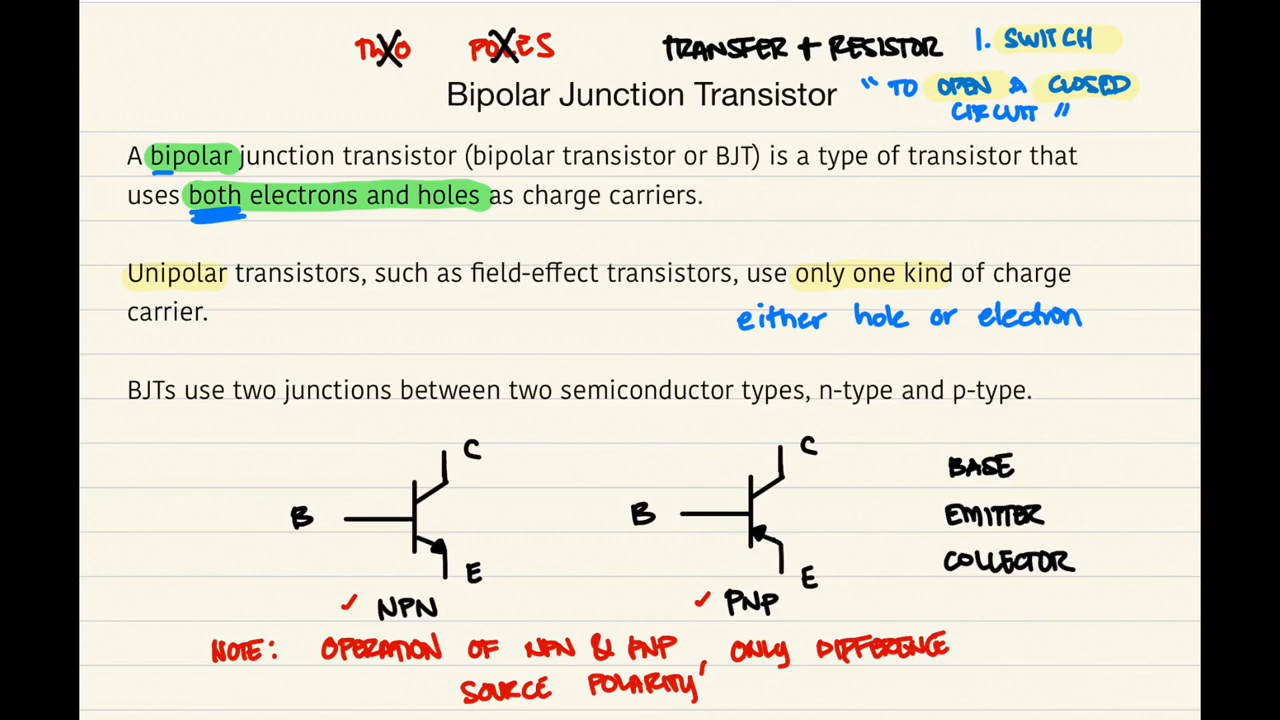 TWO POLES TRANSFER + RESISTOR 1. SWITCH
Bipolar Junction Transistor "TO OPEN A CLOSED
CIRCUIT"
A bipolar junction transistor (bipolar transistor or BJT) is a type of transistor that
uses both electrons and holes as charge carriers.
Unipolar transistors, such as field-effect transistors, use only one kind of charge
carrier.
either hole or electron
BJTs use two junctions between two semiconductor types, n-type and p-type.
C
B
E
NPN
C
B
E
PNP
BASE
EMITTER
COLLECTOR
NOTE: OPERATION OF NPN & PNP, ONLY DIFFERENCE
SOURCE POLARITY